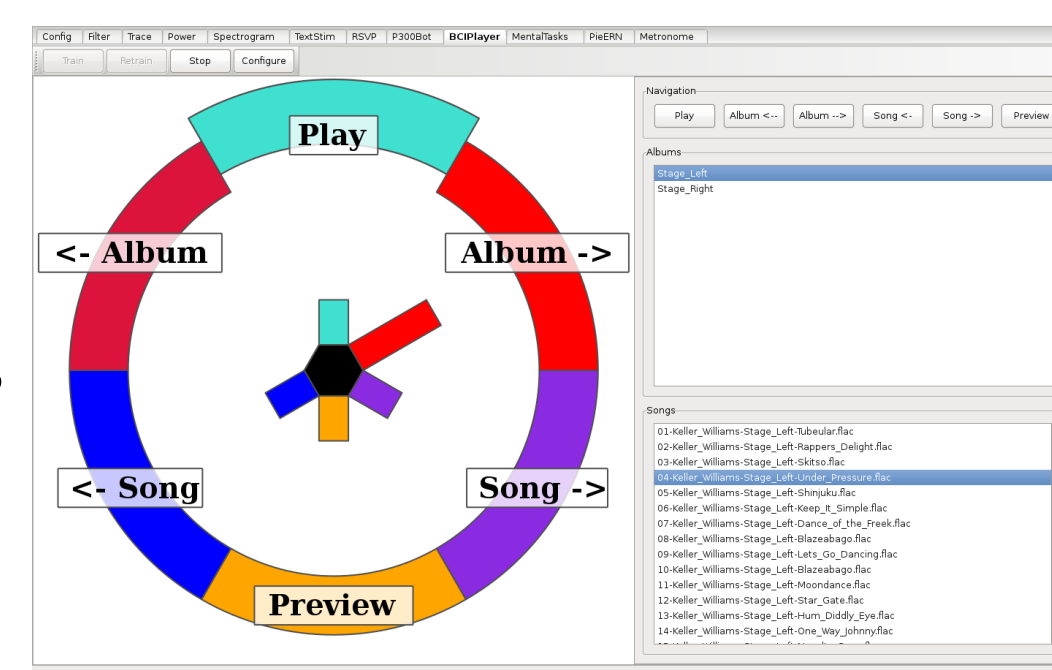 Config Filter Trace Power Spectrogram TextStim RSVP P300Bot BCIPlayer MentalTasks PieERN Metronome
Train Retrain Stop Configure
Play
<- Album
Album ->
<- Song
Song ->
Preview
Navigation
Play Album <-- Album --> Song <- Song -> Preview
Albums
Stage_Left
Stage_Right
Songs
01-Keller_Williams-Stage_Left-Tubeular.flac
02-Keller_Williams-Stage_Left-Rappers_Delight.flac
03-Keller_Williams-Stage_Left-Skitso.flac
04-Keller_Williams-Stage_Left-Under_Pressure.flac
05-Keller_Williams-Stage_Left-Shinjuku.flac
06-Keller_Williams-Stage_Left-Keep_It_Simple.flac
07-Keller_Williams-Stage_Left-Dance_of_the_Freek.flac
08-Keller_Williams-Stage_Left-Blazeabago.flac
09-Keller_Williams-Stage_Left-Lets_Go_Dancing.flac
10-Keller_Williams-Stage_Left-Blazeabago.flac
11-Keller_Williams-Stage_Left-Moondance.flac
12-Keller_Williams-Stage_Left-Star_Gate.flac
13-Keller_Williams-Stage_Left-Hum_Diddly_Eye.flac
14-Keller_Williams-Stage_Left-One_Way_Johnny.flac